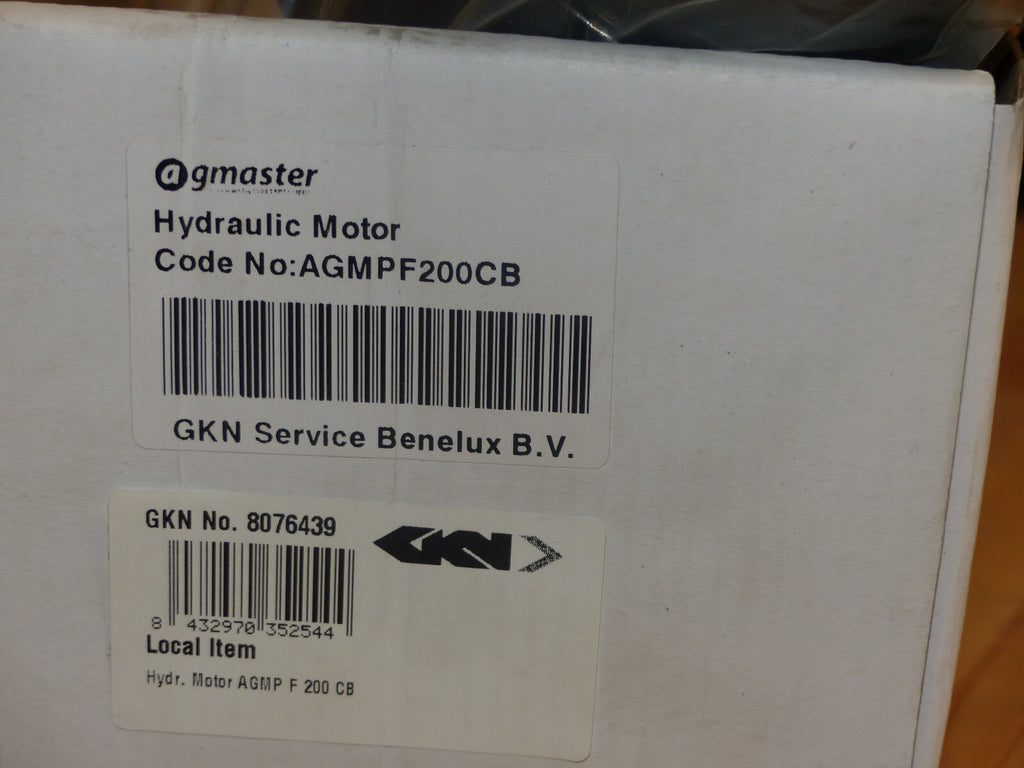 agmaster
Hydraulic Motor
Code No:AGMPF200CB
GKN Service Benelux B.V.
GKN No. 8076439
GKN
8 432970 352544
Local Item
Hydr. Motor AGMP F 200 CB